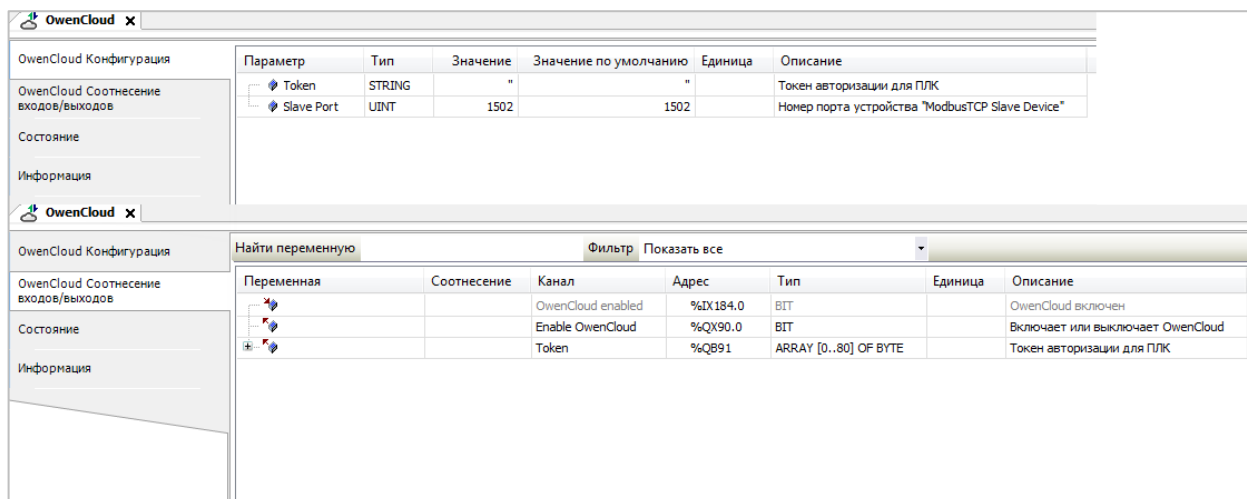 OwenCloud x
OwenCloud Конфигурация
OwenCloud Соотнесение
входов/выходов
Состояние
Информация
Параметр Тип Значение Значение по умолчанию Единица Описание
Token STRING '' '' Токен авторизации для ПЛК
Slave Port UINT 1502 1502 Номер порта устройства "ModbusTCP Slave Device"
OwenCloud x
OwenCloud Конфигурация
OwenCloud Соотнесение
входов/выходов
Состояние
Информация
Найти переменную Фильтр Показать все
Переменная Соотнесение Канал Адрес Тип Единица Описание
OwenCloud enabled %IX184.0 BIT OwenCloud включен
Enable OwenCloud %QX90.0 BIT Включает или выключает OwenCloud
Token %QB91 ARRAY [0..80] OF BYTE Токен авторизации для ПЛК